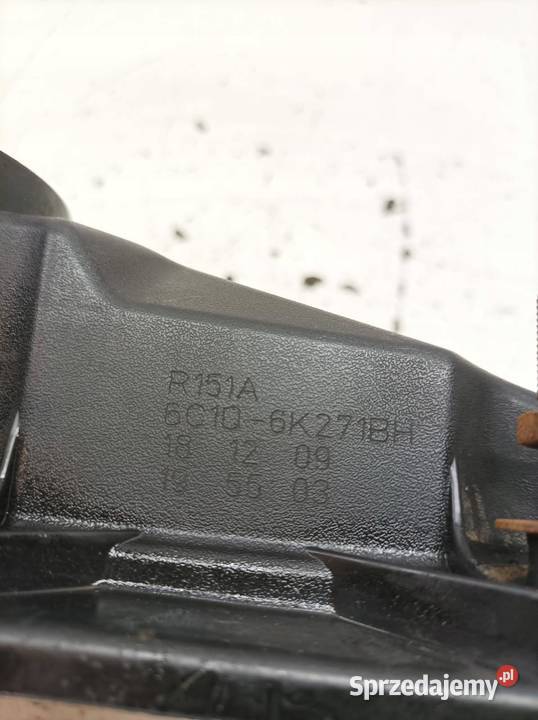 R151A
6C10-6K271BH
18 12 09
19 55 03
Sprzedajemy.pl